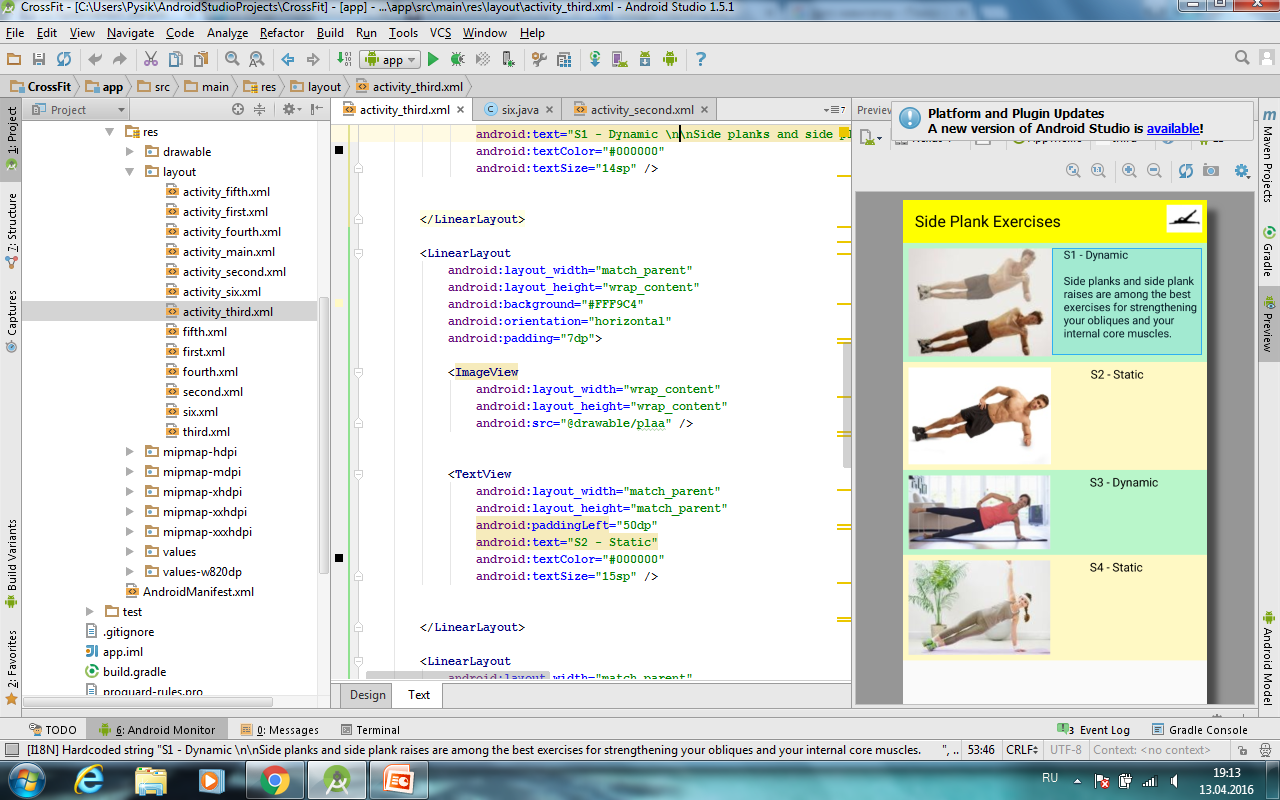 CrossFit - [C:\Users\Pysik\AndroidStudioProjects\CrossFit] - [app] - ...\app\src\main\res\layout\activity_third.xml - Android Studio 1.5.1
File Edit View Navigate Code Analyze Refactor Build Run Tools VCS Window Help
app
CrossFit app src main res layout activity_third.xml
Project
activity_third.xml six.java activity_second.xml
7
Preview
Platform and Plugin Updates
A new version of Android Studio is available!
1: Project
7: Structure
Captures
Build Variants
2: Favorites
res
drawable
layout
activity_fifth.xml
activity_first.xml
activity_fourth.xml
activity_main.xml
activity_second.xml
activity_six.xml
activity_third.xml
fifth.xml
first.xml
fourth.xml
second.xml
six.xml
third.xml
mipmap-hdpi
mipmap-mdpi
mipmap-xhdpi
mipmap-xxhdpi
mipmap-xxxhdpi
values
values-w820dp
AndroidManifest.xml
test
.gitignore
app.iml
build.gradle
proguard-rules.pro
android:text="S1 - Dynamic \n\nSide planks and side
android:textColor="#000000"
android:textSize="14sp" />
</LinearLayout>
<LinearLayout
android:layout_width="match_parent"
android:layout_height="wrap_content"
android:background="#FFF9C4"
android:orientation="horizontal"
android:padding="7dp">
<ImageView
android:layout_width="wrap_content"
android:layout_height="wrap_content"
android:src="@drawable/plaa" />
<TextView
android:layout_width="match_parent"
android:layout_height="match_parent"
android:paddingLeft="50dp"
android:text="S2 - Static"
android:textColor="#000000"
android:textSize="15sp" />
</LinearLayout>
<LinearLayout
android:layout_width="match_parent"
Design Text
Side Plank Exercises
S1 - Dynamic
Side planks and side plank
raises are among the best
exercises for strengthening
your obliques and your
internal core muscles.
S2 - Static
S3 - Dynamic
S4 - Static
Maven Projects
Gradle
Preview
Android Model
TODO 6: Android Monitor 0: Messages Terminal 3 Event Log Gradle Console
[I18N] Hardcoded string "S1 - Dynamic \n\nSide planks and side plank raises are among the best exercises for strengthening your obliques and your internal core muscles. ", .. 53:46 CRLF UTF-8 Context: <no context>
RU
19:13
13.04.2016